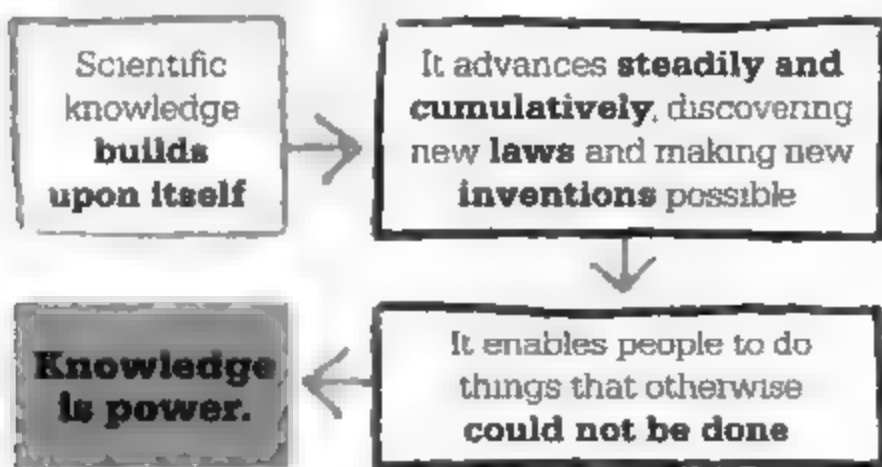 Scientific
knowledge
builds
upon itself
It advances steadily and
cumulatively, discovering
new laws and making new
inventions possible
It enables people to do
things that otherwise
could not be done
Knowledge
is power.